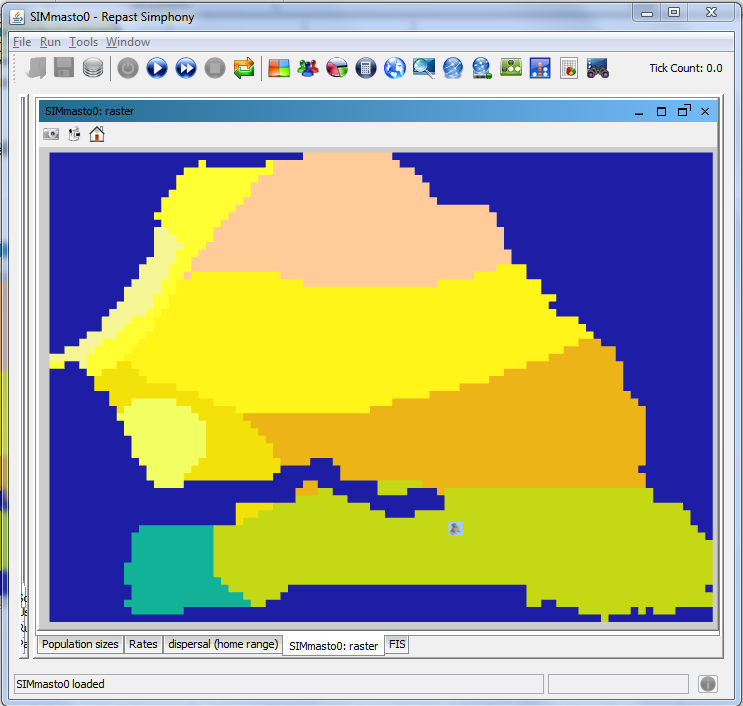 SIMmasto0 - Repast Simphony
File Run Tools Window
Tick Count: 0.0
SIMmasto0: raster
Population sizes Rates dispersal (home range) SIMmasto0: raster FIS
SIMmasto0 loaded